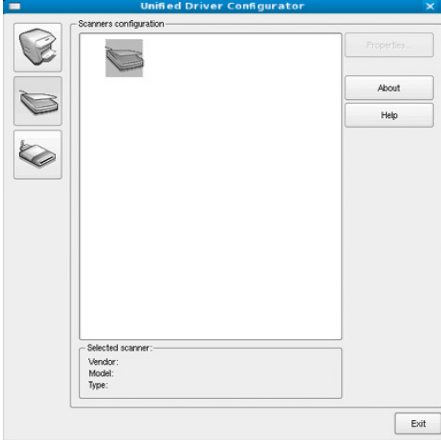 Unified Driver Configurator
Scanners configuration
Properties...
About
Help
Selected scanner:
Vendor:
Model:
Type:
Exit